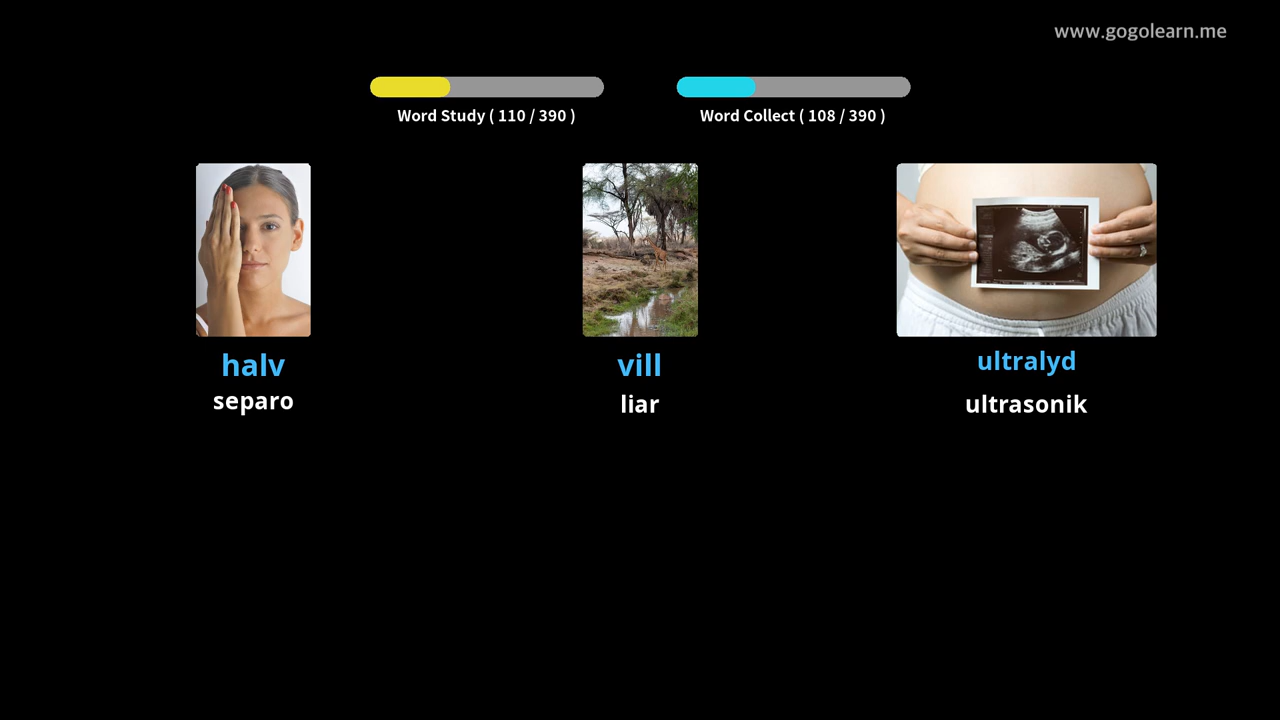 www.gogolearn.me
Word Study ( 110 / 390 )
Word Collect ( 108 / 390 )
halv
separo
vill
liar
ultralyd
ultrasonik